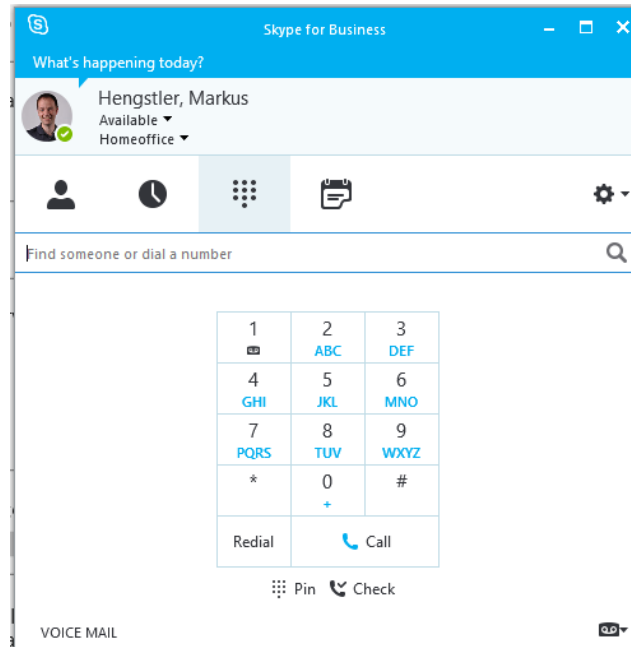 Skype for Business
What's happening today?
Hengstler, Markus
Available
Homeoffice
Find someone or dial a number
1 2 3
ABC DEF
4 5 6
GHI JKL MNO
7 8 9
PQRS TUV WXYZ
* 0 #
+
Redial Call
Pin Check
VOICE MAIL